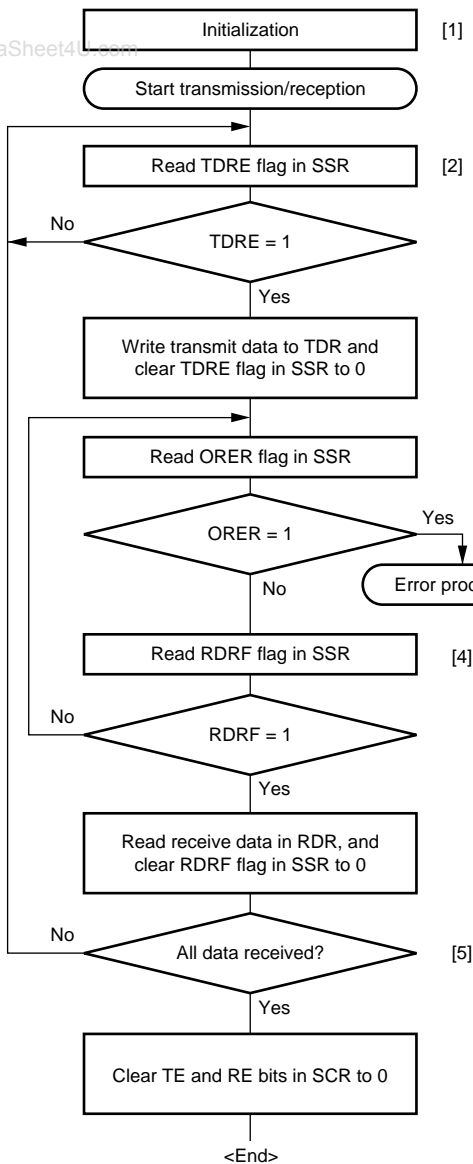 Initialization [1]
aSheet4U.com
Start transmission/reception
Read TDRE flag in SSR [2]
No
TDRE = 1
Yes
Write transmit data to TDR and
clear TDRE flag in SSR to 0
Read ORER flag in SSR
ORER = 1
Yes
No
Error proc
Read RDRF flag in SSR [4]
No
RDRF = 1
Yes
Read receive data in RDR, and
clear RDRF flag in SSR to 0
No
All data received? [5]
Yes
Clear TE and RE bits in SCR to 0
<End>